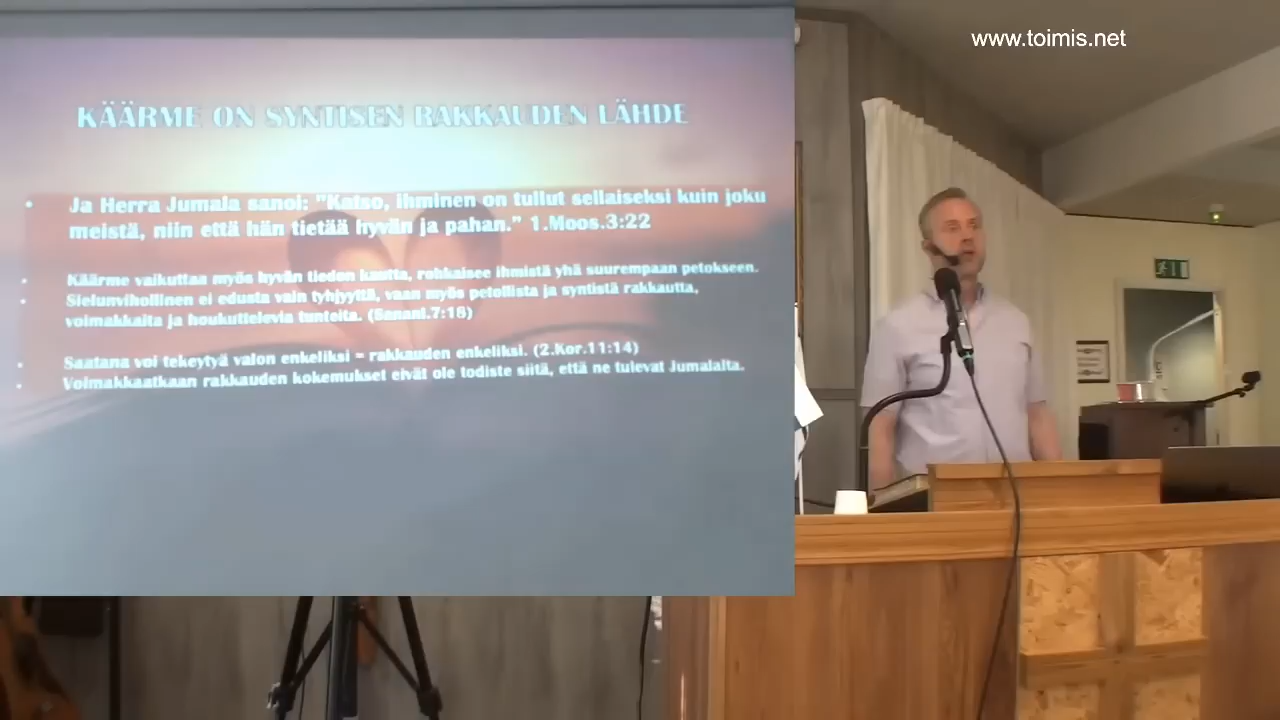 www.toimis.net
KÄÄRME ON SYNTISEN RAKKAUDEN LÄHDE
• Ja Herra Jumala sanoi: "Katso, ihminen on tullut sellaiseksi kuin joku
meistä, niin että hän tietää hyvän ja pahan." 1.Moos.3:22
• Käärme vaikuttaa myös hyvän tiedon kautta, rohkaisee ihmistä yhä suurempaan petokseen.
• Sielunvihollinen ei edusta vain tyhjyyttä, vaan myös petollista ja syntistä rakkautta,
voimakkaita ja houkuttelevia tunteita. (Sananl.7:18)
• Saatana voi tekeytyä valon enkeliksi = rakkauden enkeliksi. (2.Kor.11:14)
• Voimakkaatkaan rakkauden kokemukset eivät ole todiste siitä, että ne tulevat Jumalalta.